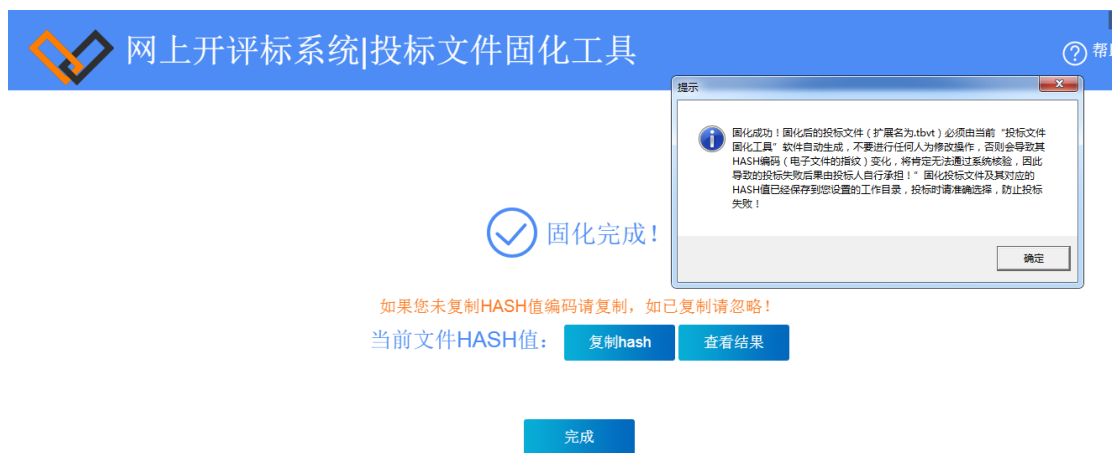 网上开评标系统|投标文件固化工具
提示
固化成功！固化后的投标文件（扩展名为.tbvt）必须由当前“投标文件
固化工具”软件自动生成，不要进行任何人为修改操作，否则会导致其
HASH编码（电子文件的指纹）变化，将肯定无法通过系统核验，因此
导致的投标失败后果由投标人自行承担！“固化投标文件及其对应的
HASH值已经保存到您设置的工作目录，投标时请准确选择，防止投标
失败！
确定
固化完成！
如果您未复制HASH值编码请复制，如已复制请忽略！
当前文件HASH值： 复制hash 查看结果
完成